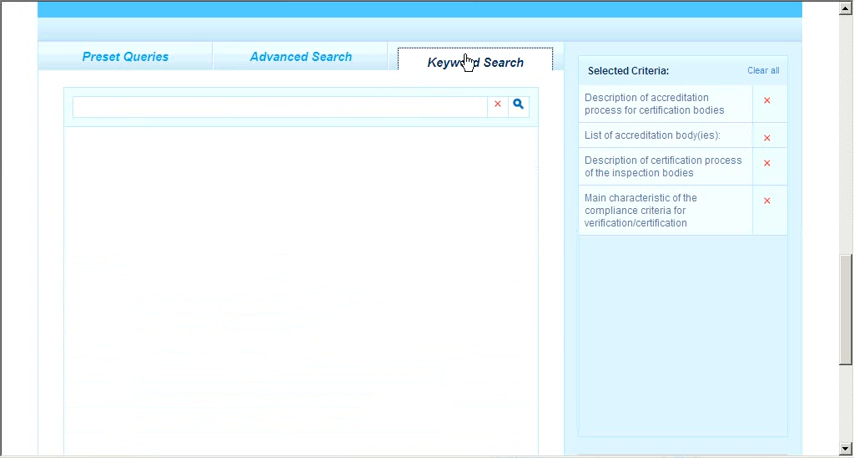 Preset Queries
Advanced Search
Keyword Search
Selected Criteria:
Clear all
Description of accreditation
process for certification bodies
List of accreditation body(ies):
Description of certification process
of the inspection bodies
Main characteristic of the
compliance criteria for
verification/certification